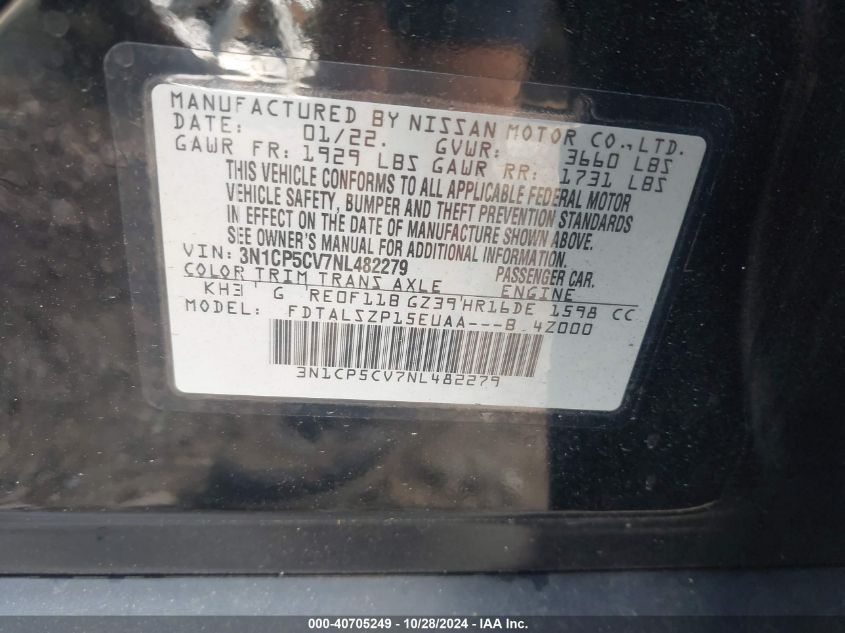 MANUFACTURED BY NISSAN MOTOR CO., LTD.
DATE: 01/22. GVWR: 3660 LBS
GAWR FR: 1929 LBS GAWR RR: 1731 LBS
THIS VEHICLE CONFORMS TO ALL APPLICABLE FEDERAL MOTOR
VEHICLE SAFETY, BUMPER AND THEFT PREVENTION STANDARDS
IN EFFECT ON THE DATE OF MANUFACTURE SHOWN ABOVE.
SEE OWNER'S MANUAL FOR ADDITIONAL INFORMATION.
VIN: 3N1CP5CV7NL482279 PASSENGER CAR.
COLOR TRIM TRANS AXLE ENGINE
KH3 G RE0F11B GZ39 HR16DE 1598 CC
MODEL: FDTALSZP15EUAA---B 4Z000
3N1CP5CV7NL482279
000-40705249 - 10/28/2024 - IAA Inc.